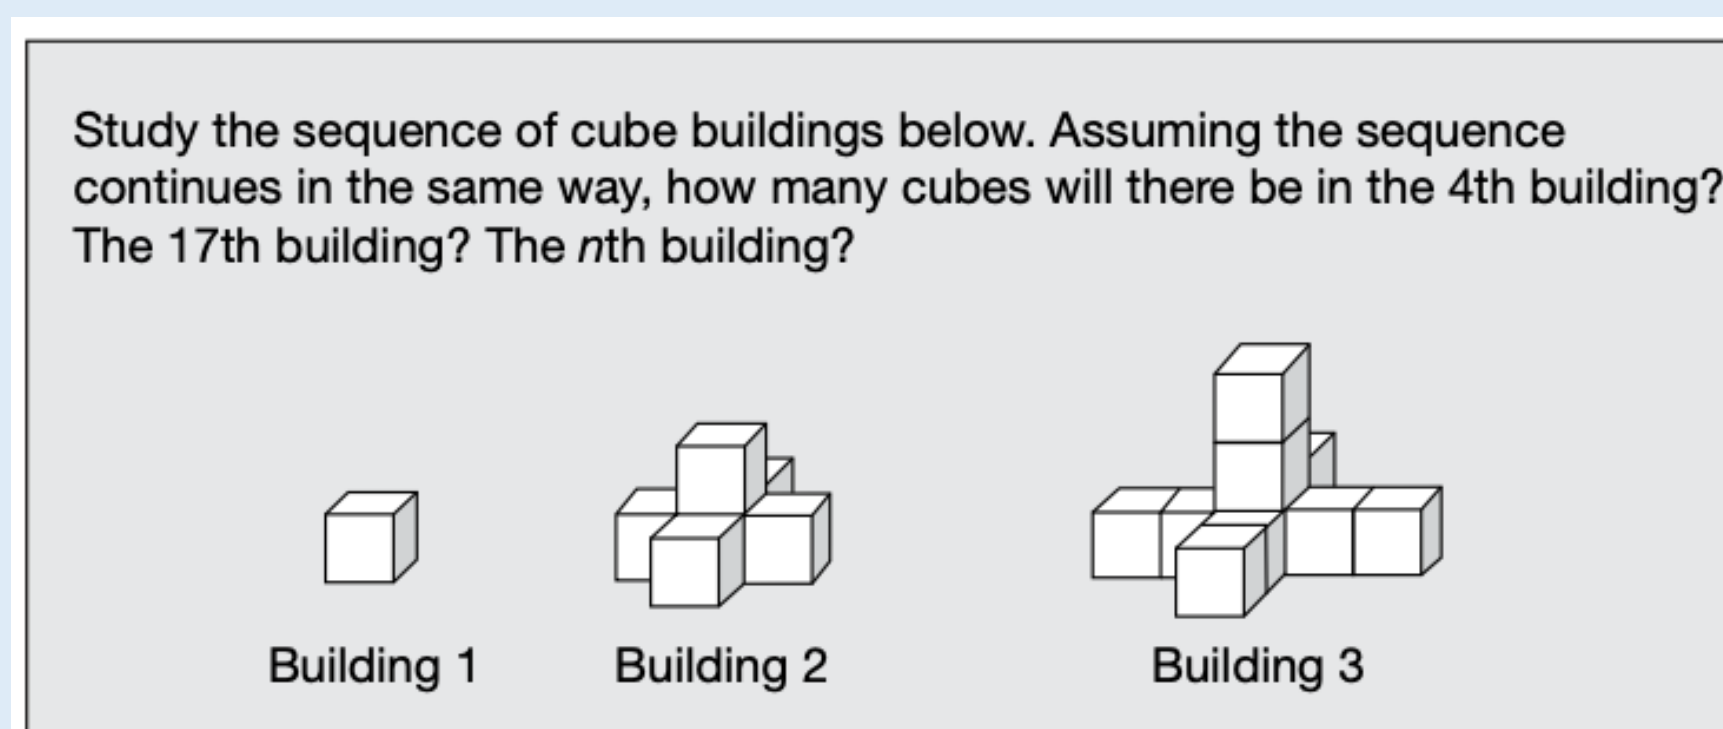 Study the sequence of cube buildings below. Assuming the sequence
continues in the same way, how many cubes will there be in the 4th building?
The 17th building? The nth building?
Building 1
Building 2
Building 3